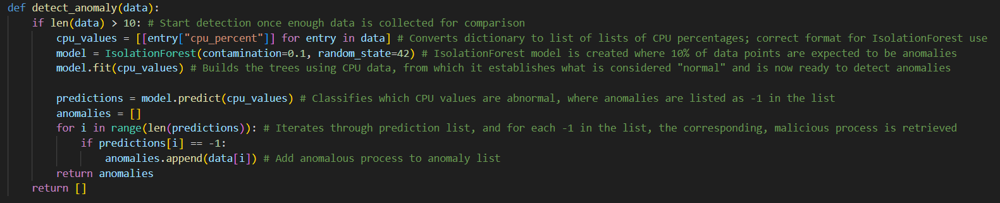 def detect_anomaly(data):
    if len(data) > 10: # Start detection once enough data is collected for comparison
        cpu_values = [[entry["cpu_percent"]] for entry in data] # Converts dictionary to list of lists of CPU percentages; correct format for IsolationForest use
        model = IsolationForest(contamination=0.1, random_state=42) # IsolationForest model is created where 10% of data points are expected to be anomalies
        model.fit(cpu_values) # Builds the trees using CPU data, from which it establishes what is considered "normal" and is now ready to detect anomalies

        predictions = model.predict(cpu_values) # Classifies which CPU values are abnormal, where anomalies are listed as -1 in the list
        anomalies = []
        for i in range(len(predictions)): # Iterates through prediction list, and for each -1 in the list, the corresponding, malicious process is retrieved
            if predictions[i] == -1:
                anomalies.append(data[i]) # Add anomalous process to anomaly list
        return anomalies
    return []